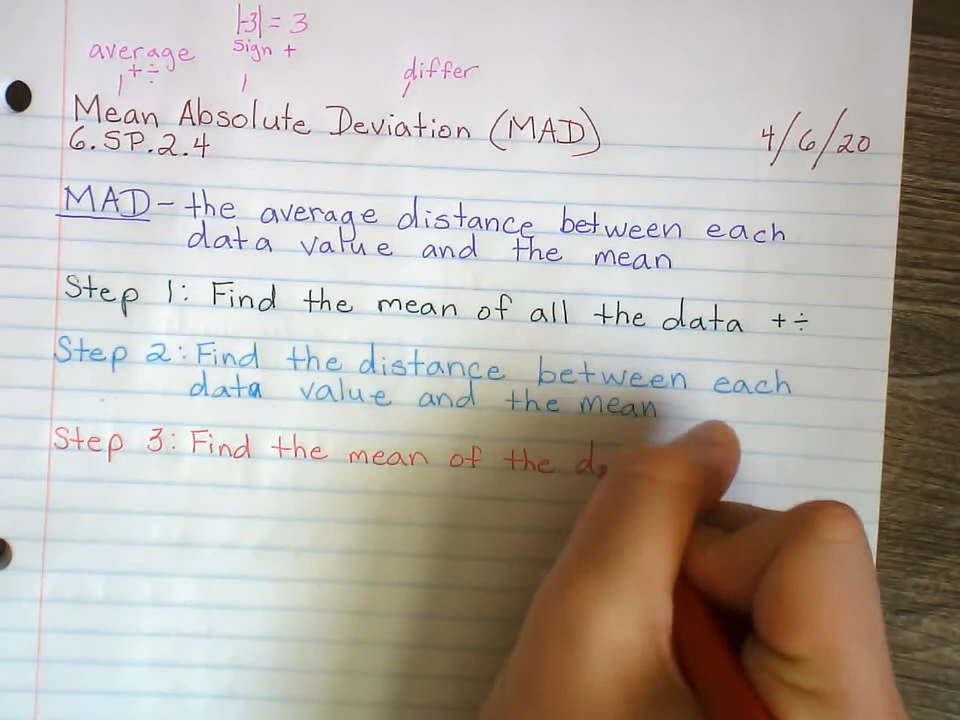 |-3| = 3
average sign +
+ ÷ differ
Mean Absolute Deviation (MAD) 4/6/20
6.SP.2.4
MAD - the average distance between each
data value and the mean
Step 1: Find the mean of all the data + ÷
Step 2: Find the distance between each
data value and the mean
Step 3: Find the mean of the